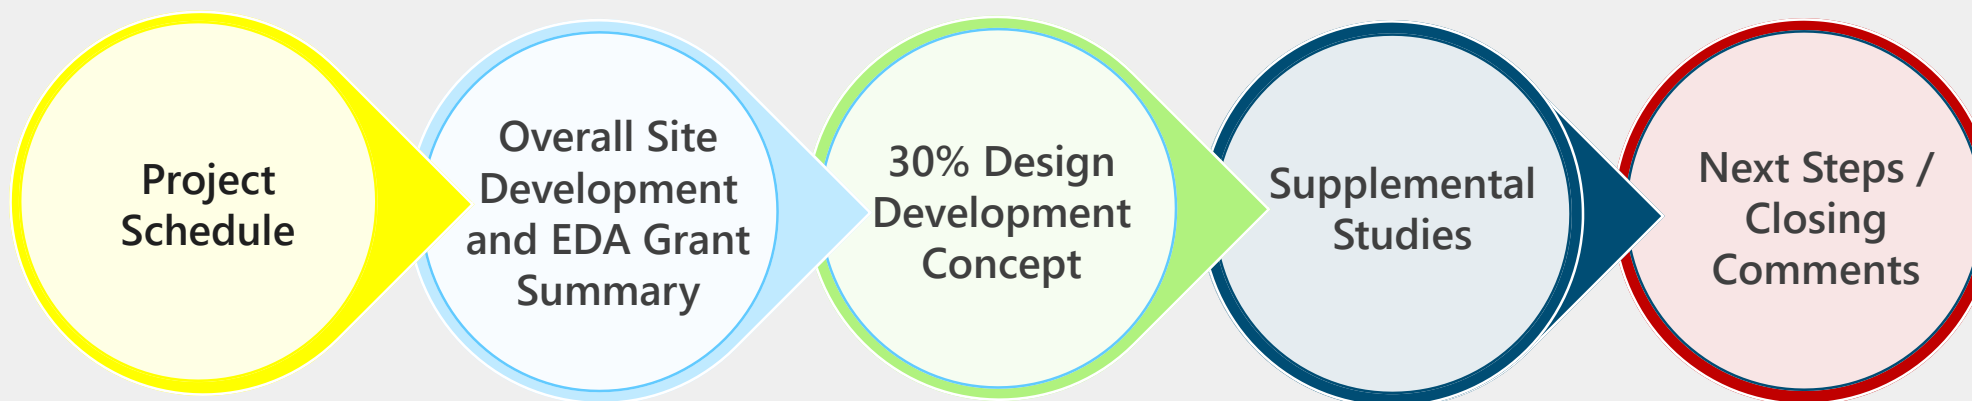 Project
Schedule
Overall Site
Development
and EDA Grant
Summary
30% Design
Development
Concept
Supplemental
Studies
Next Steps /
Closing
Comments